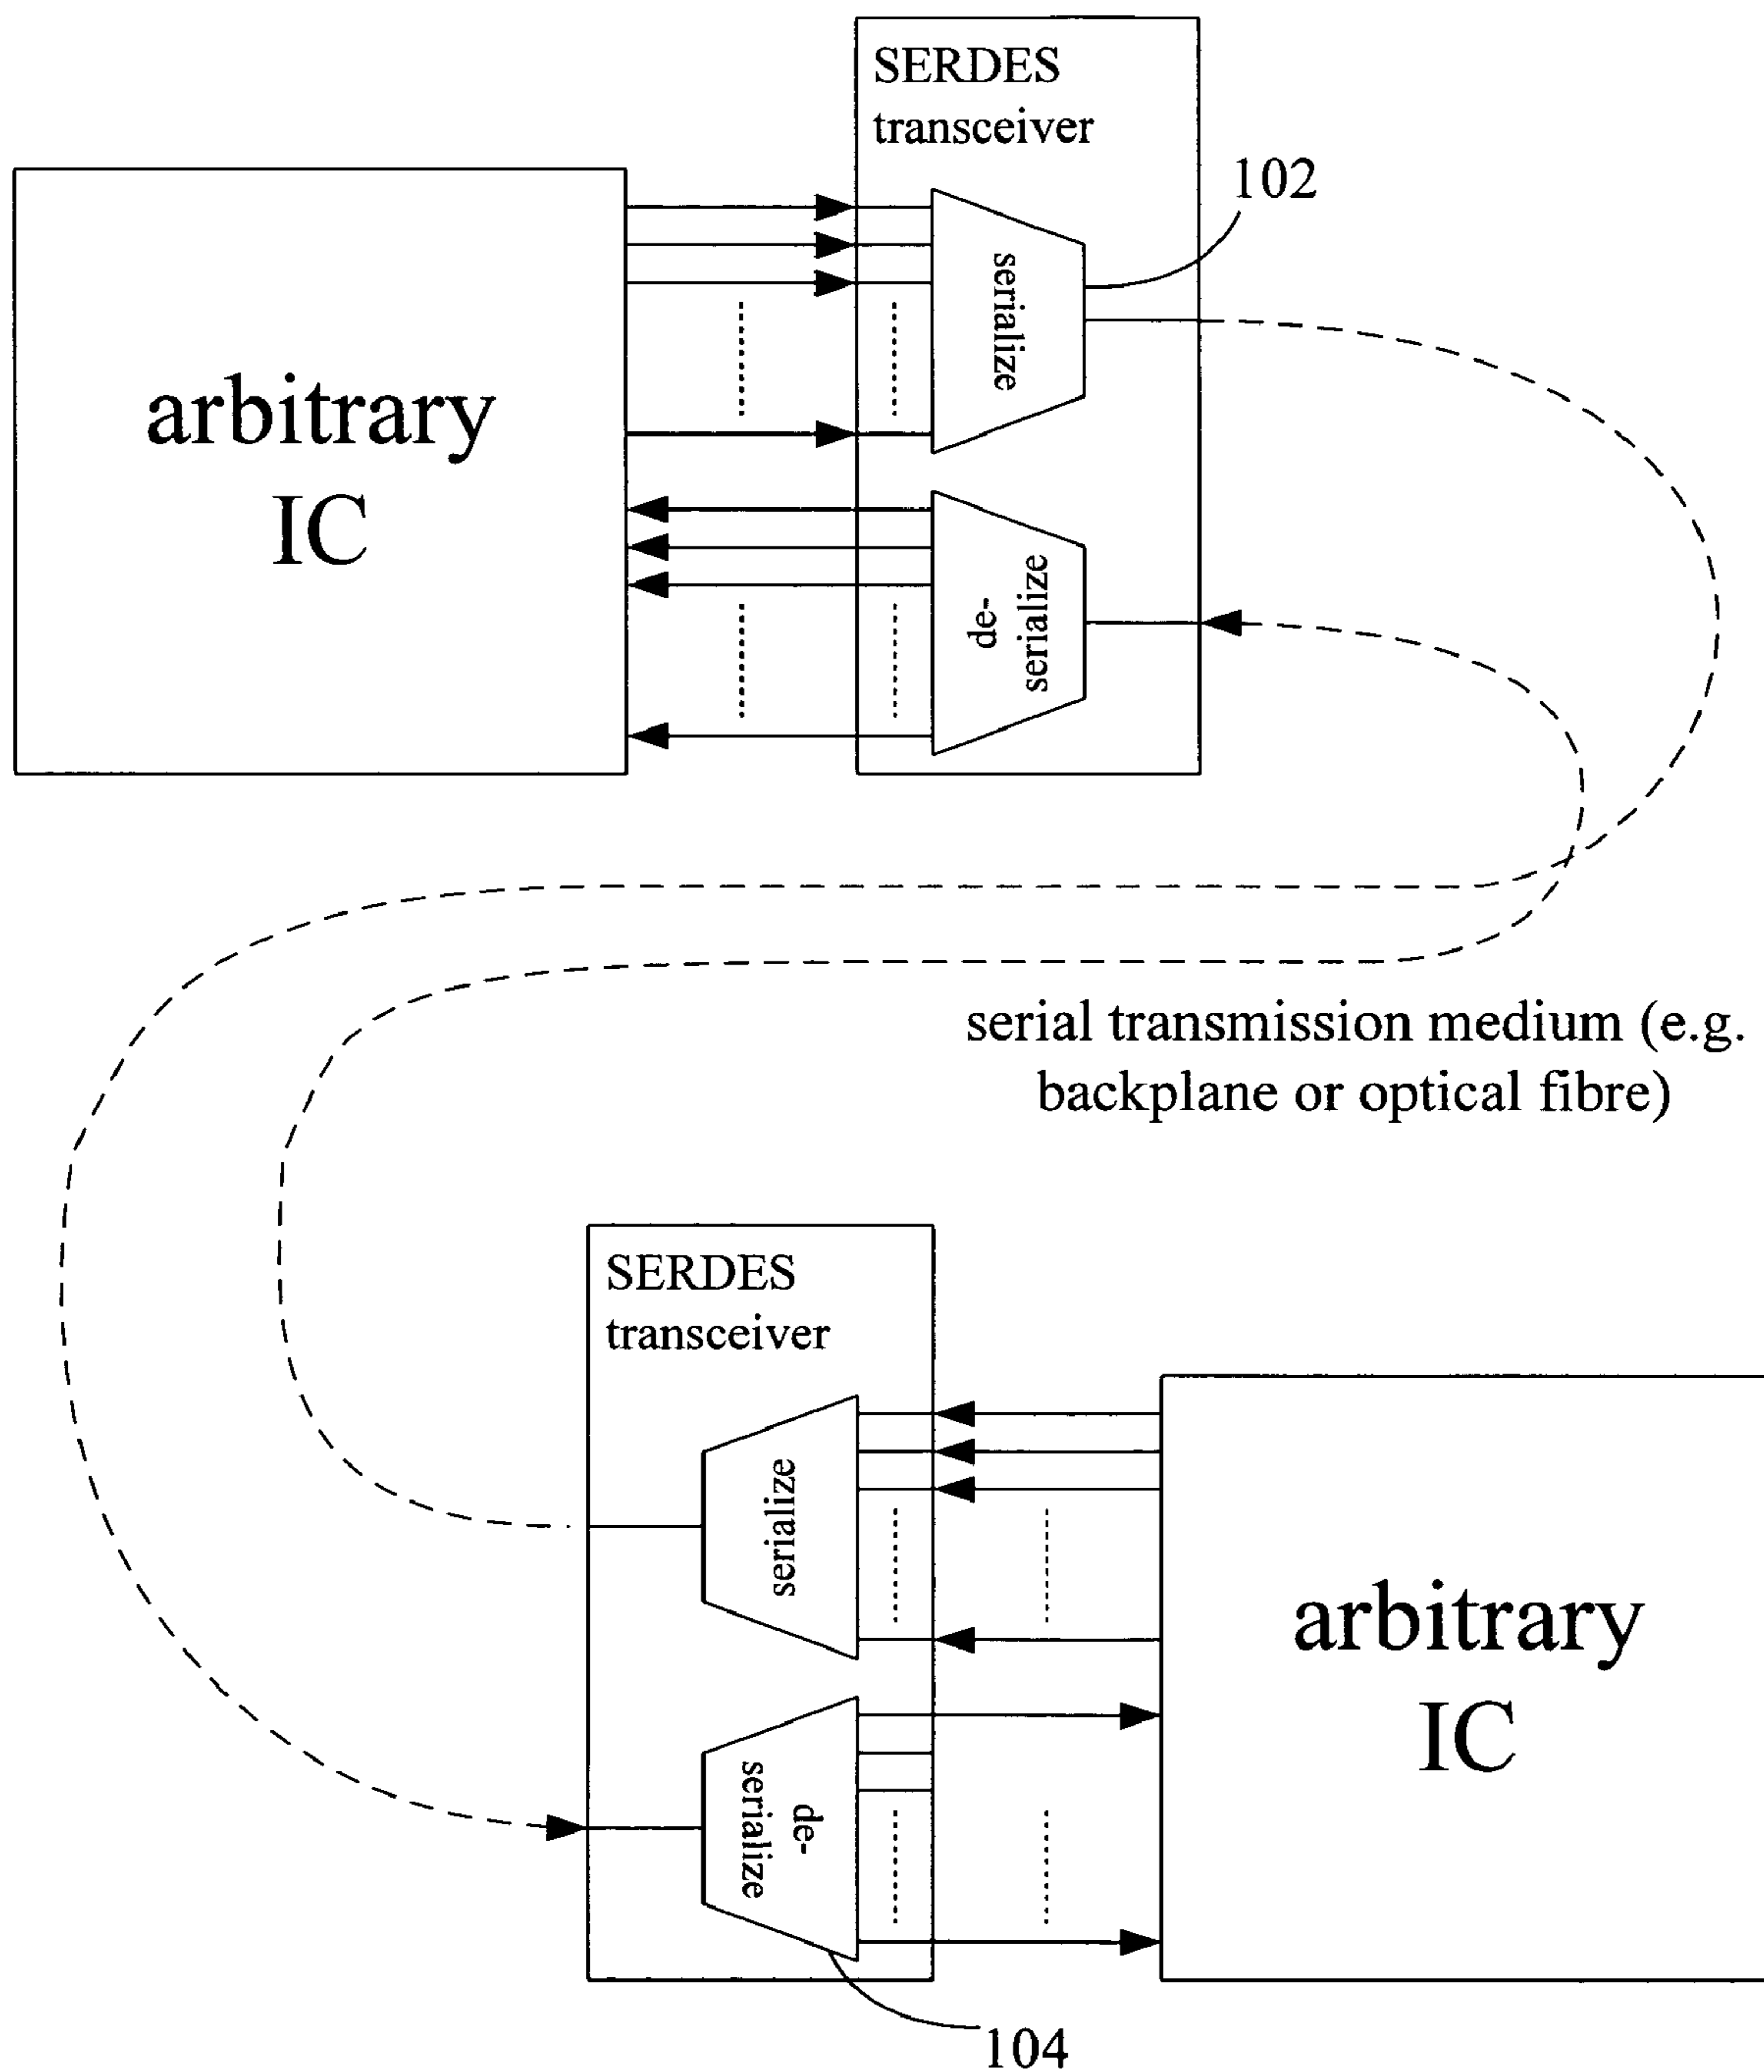 SERDES
transceiver
102
serialize
arbitrary
IC
de-
serialize
serial transmission medium (e.g.
backplane or optical fibre)
SERDES
transceiver
serialize
arbitrary
IC
de-
serialize
104